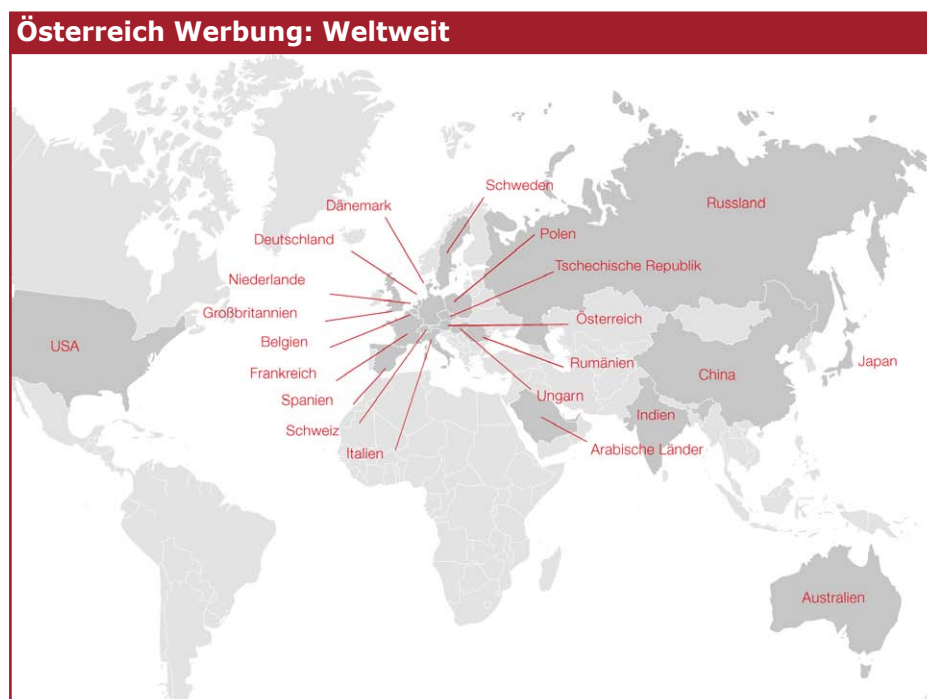 Österreich Werbung: Weltweit
Schweden
Dänemark
Russland
Deutschland
Polen
Tschechische Republik
Niederlande
Großbritannien
Österreich
Belgien
USA
Japan
Rumänien
Frankreich
China
Ungarn
Spanien
Indien
Schweiz
Arabische Länder
Italien
Australien